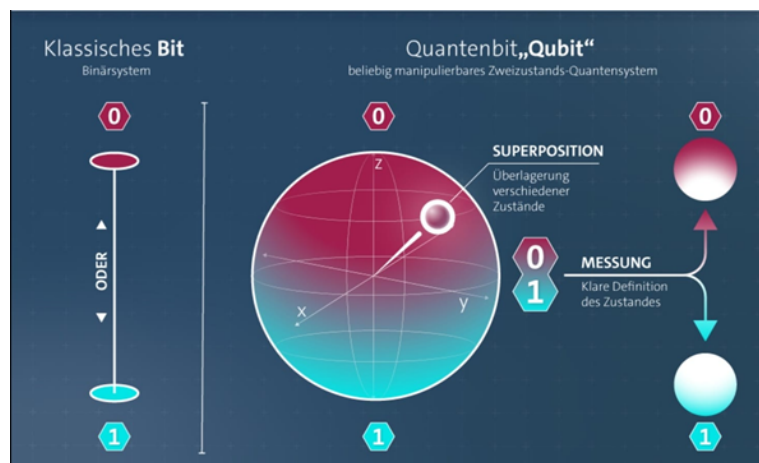 Klassisches Bit
Binärsystem
0
ODER
1
Quantenbit„Qubit“
beliebig manipulierbares Zweizustands-Quantensystem
0
z
x
y
1
SUPERPOSITION
Überlagerung
verschiedener
Zustände
0
1
MESSUNG
Klare Definition
des Zustandes
0
1